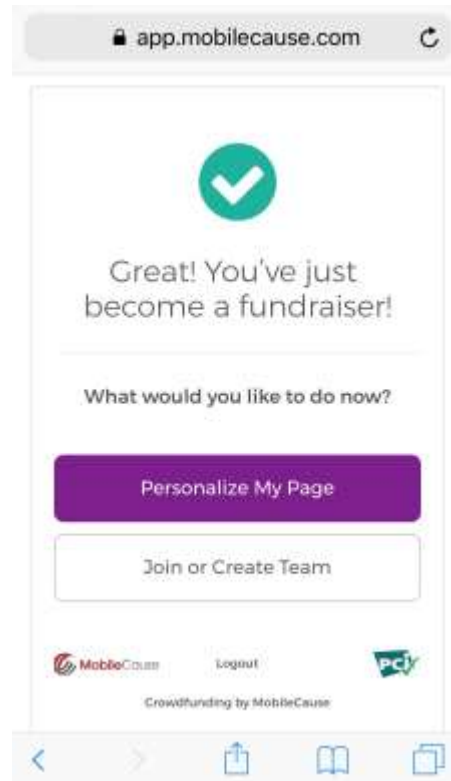 app.mobilecause.com
Great! You've just
become a fundraiser!
What would you like to do now?
Personalize My Page
Join or Create Team
MobileCause Logout PCI
Crowdfunding by MobileCause